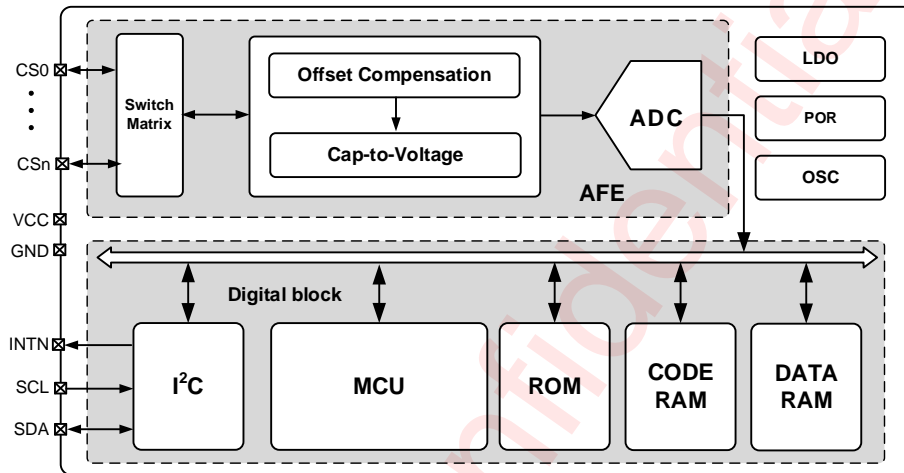 CS0
CSn
VCC
GND
INTN
SCL
SDA
Switch
Matrix
Offset Compensation
Cap-to-Voltage
ADC
AFE
LDO
POR
OSC
Digital block
I²C
MCU
ROM
CODE
RAM
DATA
RAM
nfidential